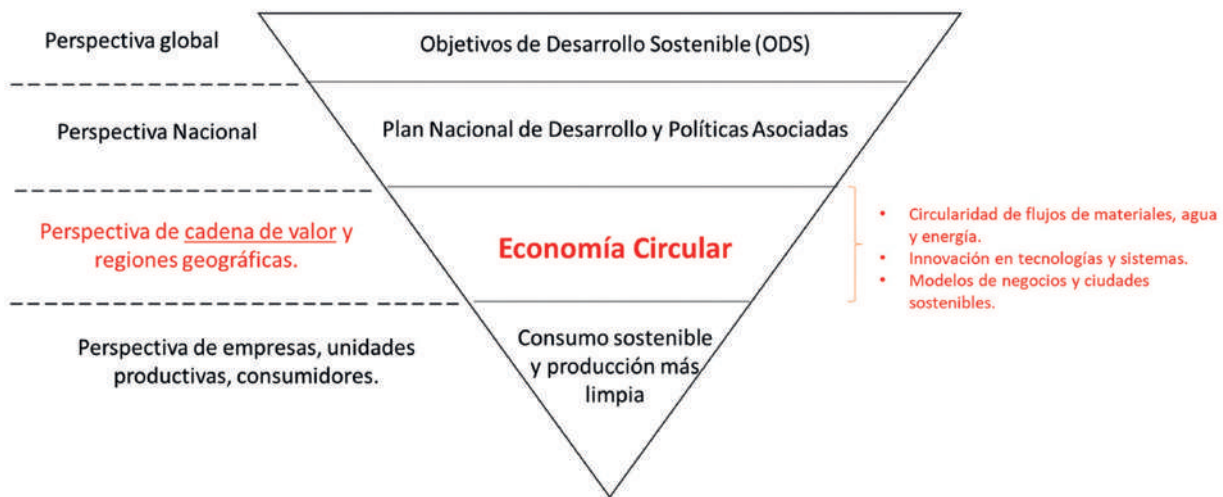 Perspectiva global
Objetivos de Desarrollo Sostenible (ODS)
Perspectiva Nacional
Plan Nacional de Desarrollo y Políticas Asociadas
Perspectiva de cadena de valor y
regiones geográficas.
Economía Circular
• Circularidad de flujos de materiales, agua
y energía.
• Innovación en tecnologías y sistemas.
• Modelos de negocios y ciudades
sostenibles.
Perspectiva de empresas, unidades
productivas, consumidores.
Consumo sostenible
y producción más
limpia